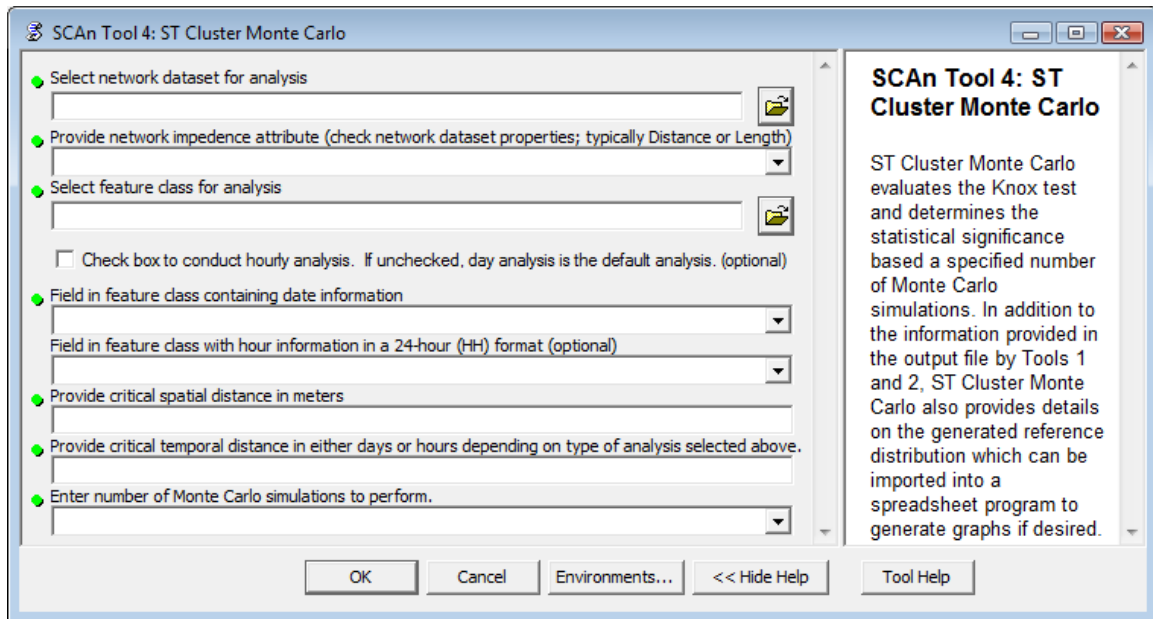 SCAn Tool 4: ST Cluster Monte Carlo
Select network dataset for analysis
Provide network impedence attribute (check network dataset properties; typically Distance or Length)
Select feature class for analysis
Check box to conduct hourly analysis. If unchecked, day analysis is the default analysis. (optional)
Field in feature class containing date information
Field in feature class with hour information in a 24-hour (HH) format (optional)
Provide critical spatial distance in meters
Provide critical temporal distance in either days or hours depending on type of analysis selected above.
Enter number of Monte Carlo simulations to perform.
SCAn Tool 4: ST
Cluster Monte Carlo
ST Cluster Monte Carlo
evaluates the Knox test
and determines the
statistical significance
based a specified number
of Monte Carlo
simulations. In addition to
the information provided in
the output file by Tools 1
and 2, ST Cluster Monte
Carlo also provides details
on the generated reference
distribution which can be
imported into a
spreadsheet program to
generate graphs if desired.
OK
Cancel
Environments...
<< Hide Help
Tool Help